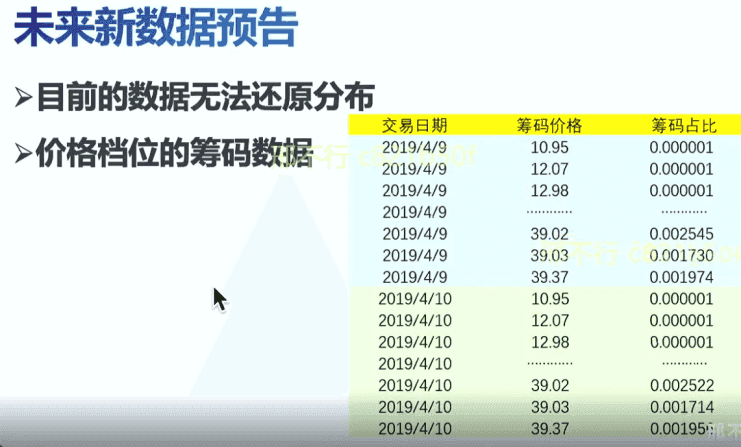 未来新数据预告
➢目前的数据无法还原分布
➢价格档位的筹码数据
交易日期 筹码价格 筹码占比
2019/4/9 10.95 0.000001
2019/4/9 12.07 0.000001
2019/4/9 12.98 0.000001
2019/4/9 ………… …………
2019/4/9 39.02 0.002545
2019/4/9 39.03 0.001730
2019/4/9 39.37 0.001974
2019/4/10 10.95 0.000001
2019/4/10 12.07 0.000001
2019/4/10 12.98 0.000001
2019/4/10 ………… …………
2019/4/10 39.02 0.002522
2019/4/10 39.03 0.001714
2019/4/10 39.37 0.001956